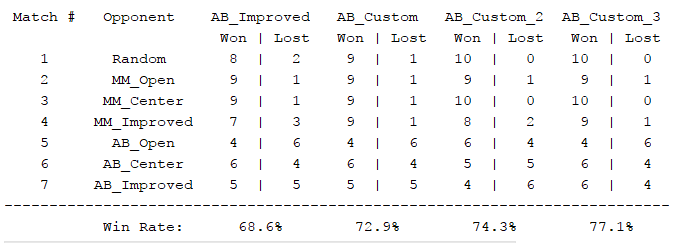 Match # Opponent AB_Improved AB_Custom AB_Custom_2 AB_Custom_3
Won | Lost Won | Lost Won | Lost Won | Lost
1 Random 8 | 2 9 | 1 10 | 0 10 | 0
2 MM_Open 9 | 1 9 | 1 9 | 1 9 | 1
3 MM_Center 9 | 1 9 | 1 10 | 0 10 | 0
4 MM_Improved 7 | 3 9 | 1 8 | 2 9 | 1
5 AB_Open 4 | 6 4 | 6 6 | 4 4 | 6
6 AB_Center 6 | 4 6 | 4 5 | 5 6 | 4
7 AB_Improved 5 | 5 5 | 5 4 | 6 6 | 4
--------------------------------------------------------------------------
Win Rate: 68.6% 72.9% 74.3% 77.1%